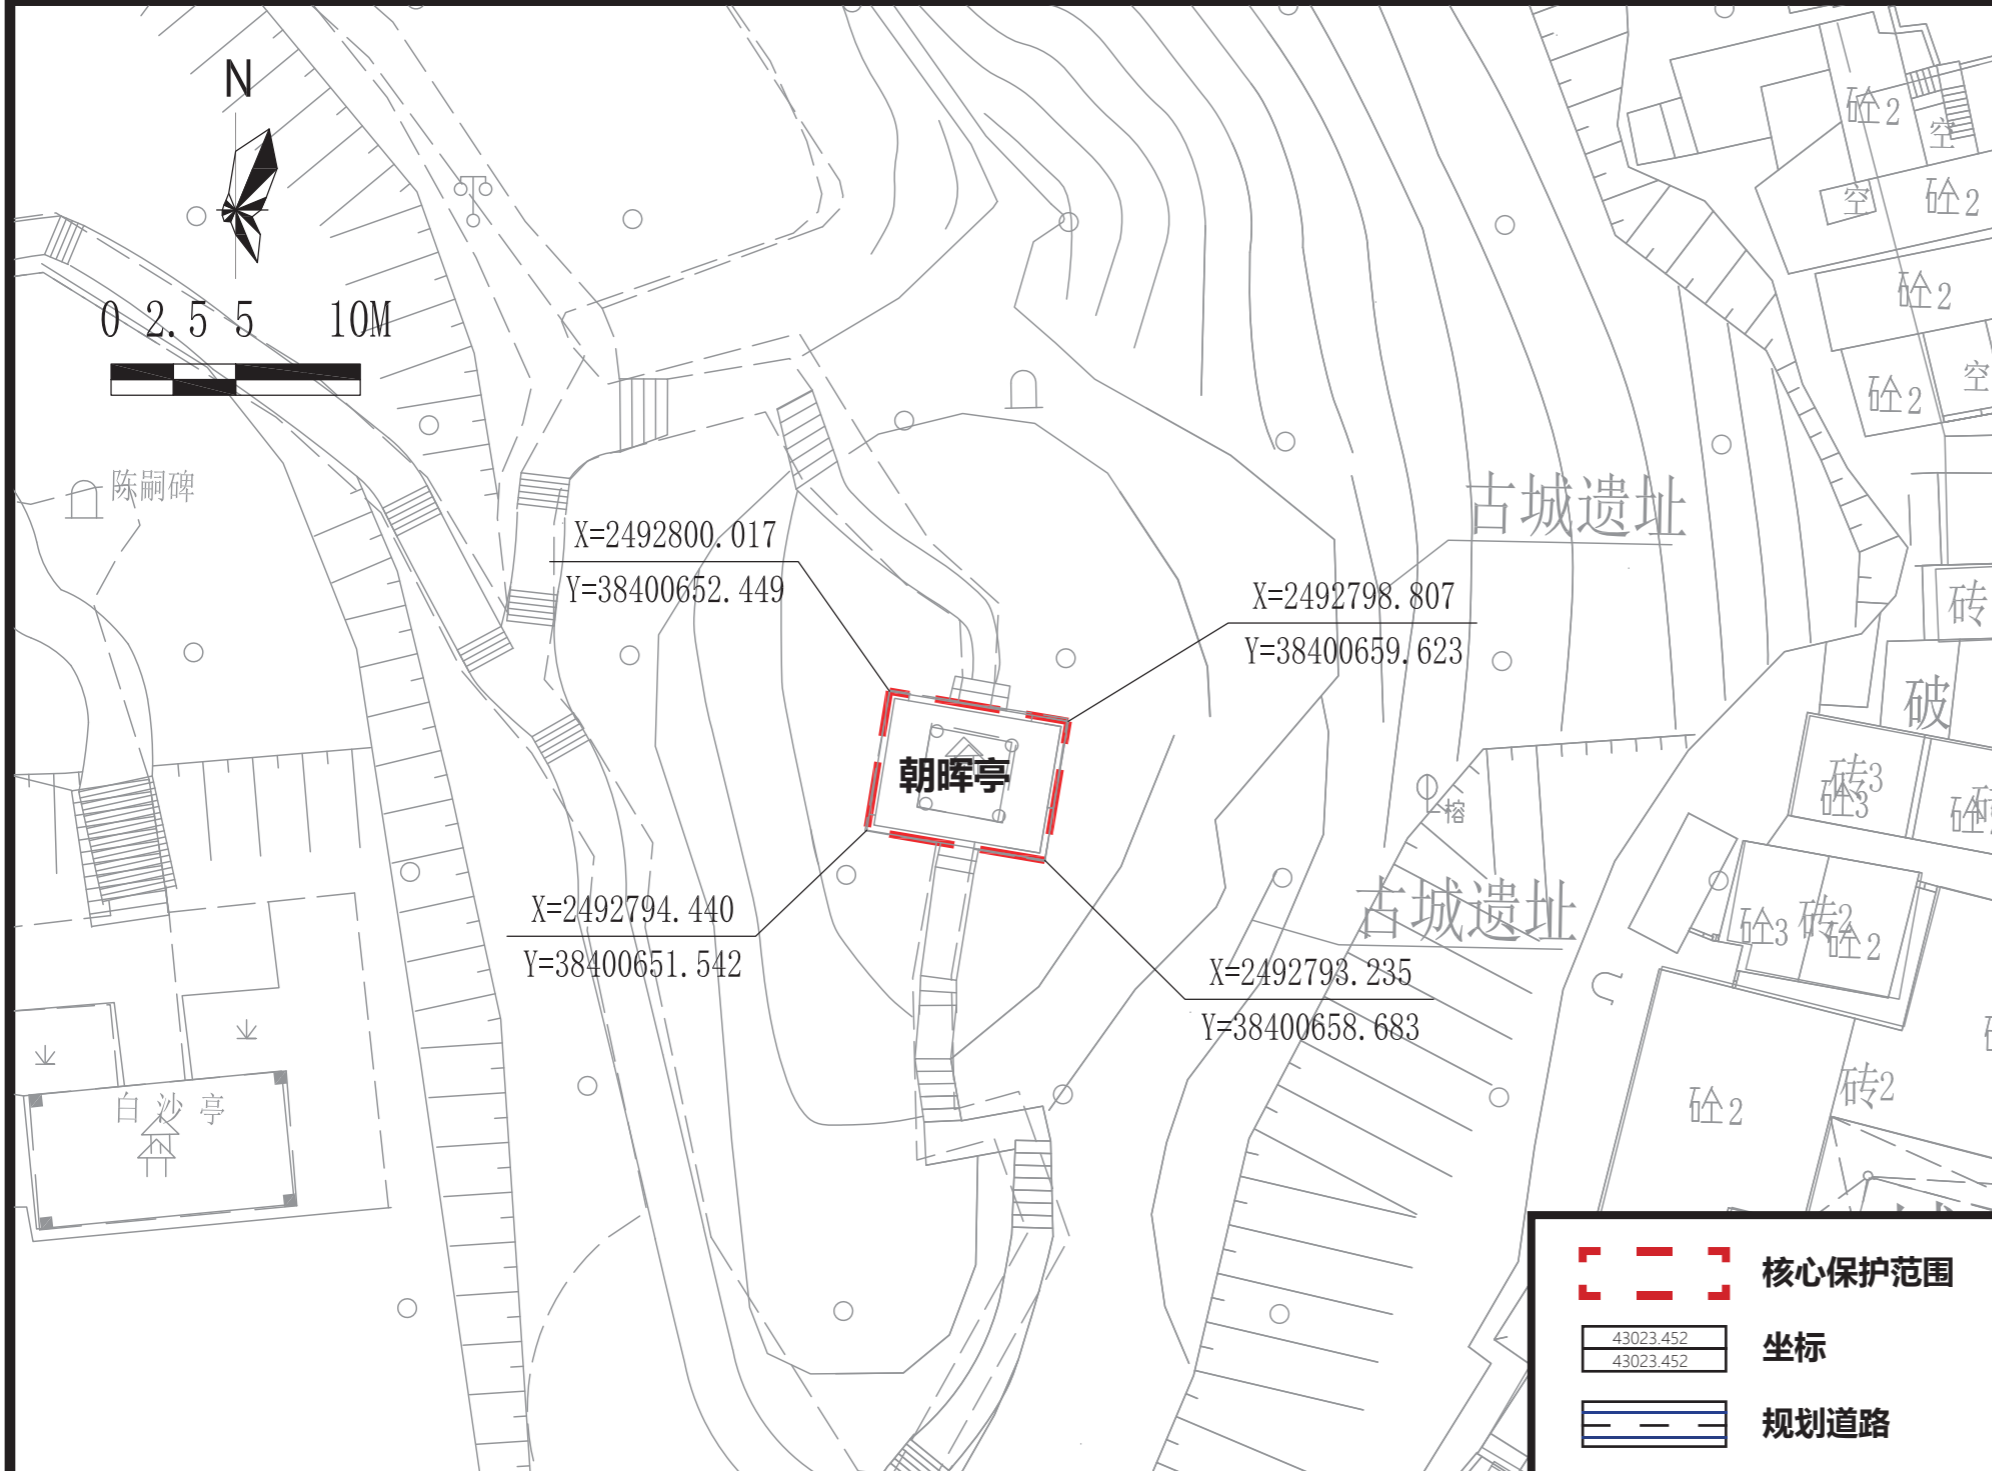 N
0 2.5 5 10M
砼2
空
空
砼2
砼2
空
砼2
陈嗣碑
古城遗址
X=2492800.017
Y=38400652.449
X=2492798.807
Y=38400659.623
砖
破
朝晖亭
砖3
砼3
榕
古城遗址
X=2492794.440
Y=38400651.542
砼3
砖2
砼2
X=2492793.235
Y=38400658.683
白沙亭
砼2
砖2
核心保护范围
43023.452
43023.452
坐标
规划道路